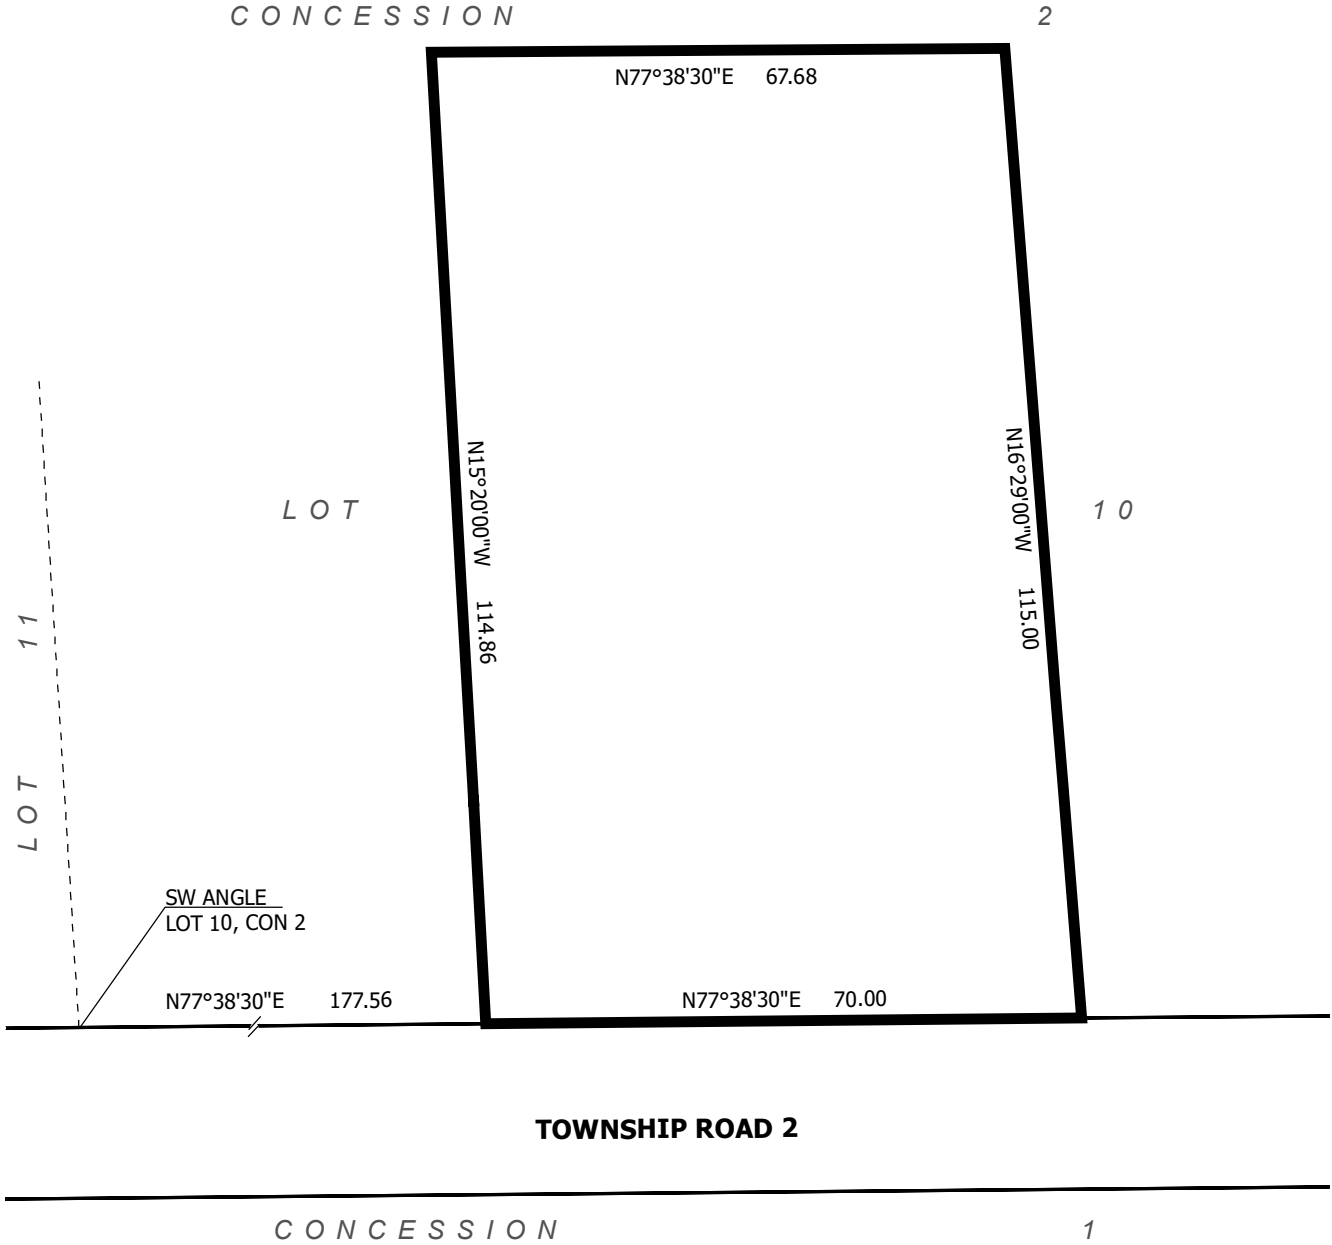 CONCESSION 2
N77°38'30"E 67.68
N15°20'00"W 114.86
N16°29'00"W 115.00
LOT 10
LOT 11
SW ANGLE
LOT 10, CON 2
N77°38'30"E 177.56
N77°38'30"E 70.00
TOWNSHIP ROAD 2
CONCESSION 1